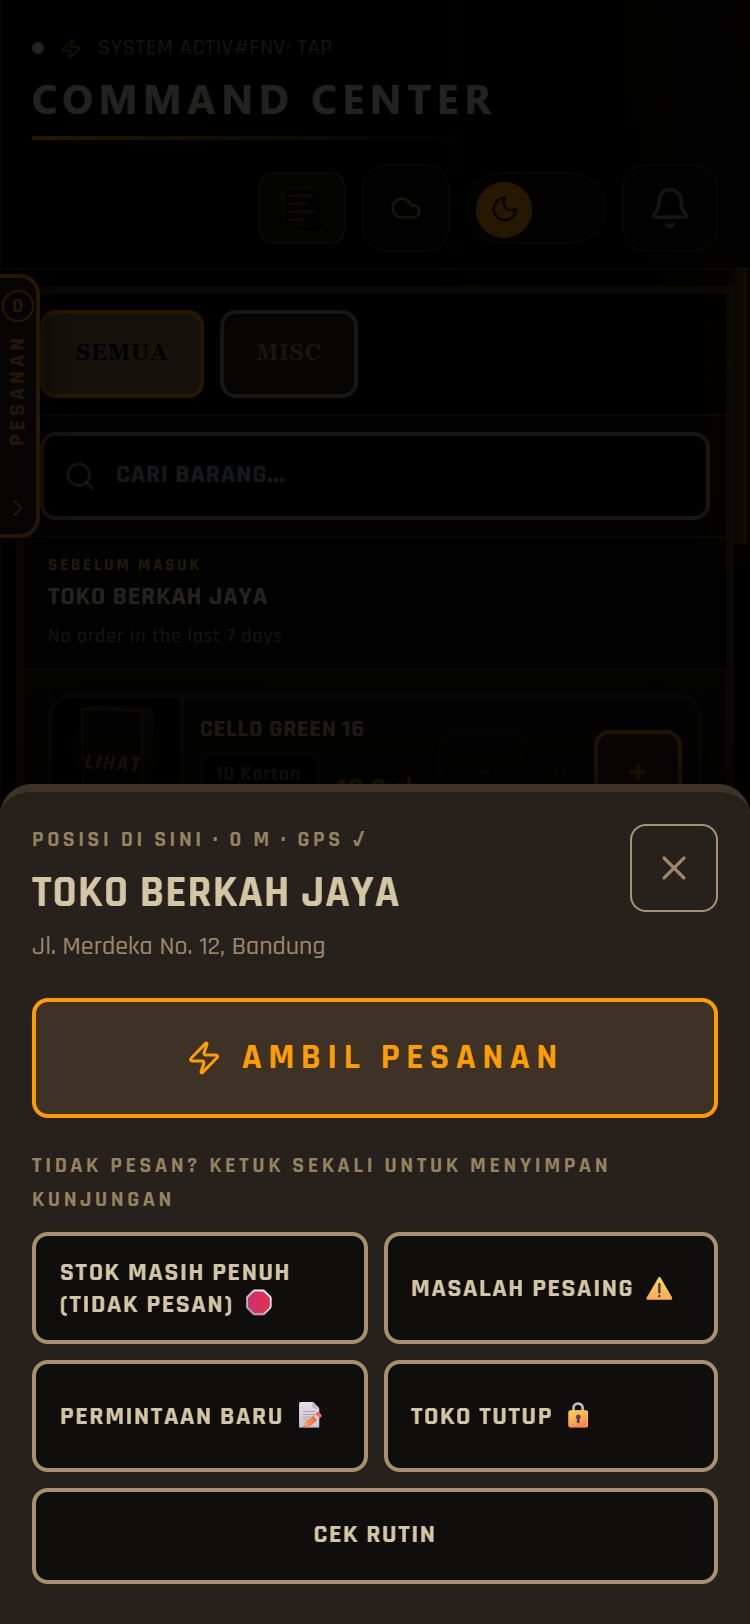 SYSTEM ACTIV#FNV· TAP
COMMAND CENTER
0
PESANAN
SEMUA
MISC
CARI BARANG...
SEBELUM MASUK
TOKO BERKAH JAYA
No order in the last 7 days
LIHAT
CELLO GREEN 16
10 Karton
−
0
+
POSISI DI SINI · 0 M · GPS ✓
TOKO BERKAH JAYA
Jl. Merdeka No. 12, Bandung
AMBIL PESANAN
TIDAK PESAN? KETUK SEKALI UNTUK MENYIMPAN
KUNJUNGAN
STOK MASIH PENUH
(TIDAK PESAN) 🛑
MASALAH PESAING ⚠️
PERMINTAAN BARU 📝
TOKO TUTUP 🔒
CEK RUTIN